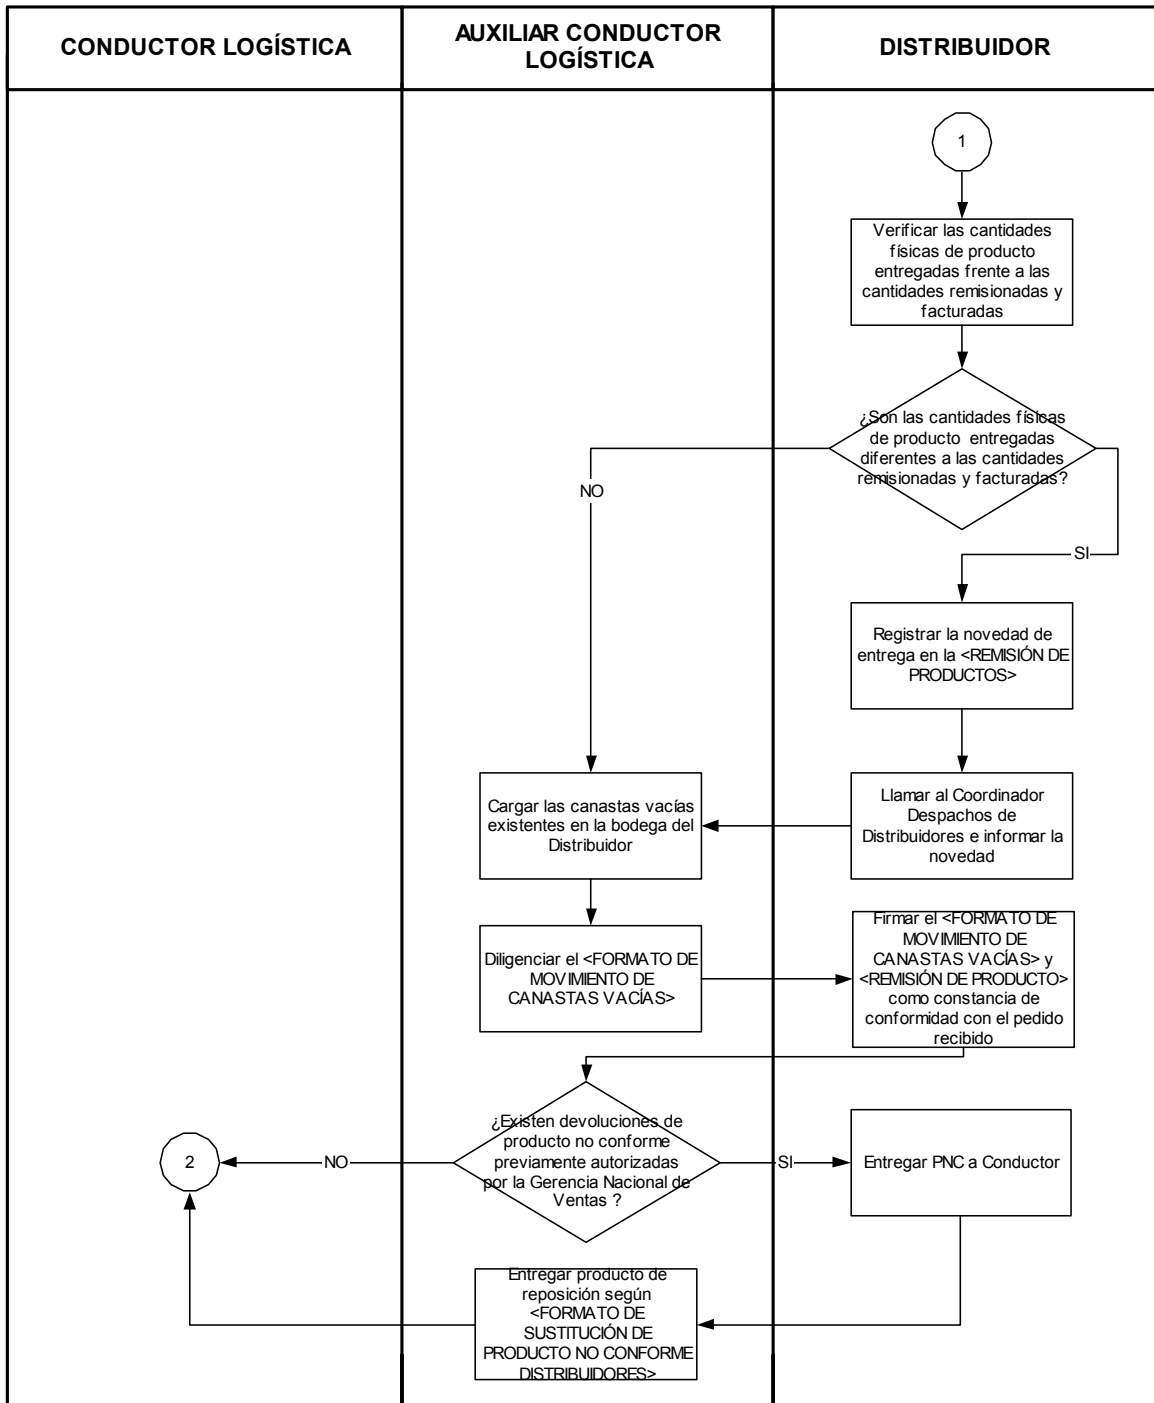 CONDUCTOR LOGÍSTICA
AUXILIAR CONDUCTOR
LOGÍSTICA
DISTRIBUIDOR
1
Verificar las cantidades
físicas de producto
entregadas frente a las
cantidades remisionadas y
facturadas
¿Son las cantidades físicas
de producto entregadas
diferentes a las cantidades
remisionadas y facturadas?
NO
SI
Registrar la novedad de
entrega en la <REMISIÓN DE
PRODUCTOS>
Cargar las canastas vacías
existentes en la bodega del
Distribuidor
Llamar al Coordinador
Despachos de
Distribuidores e informar la
novedad
Diligenciar el <FORMATO DE
MOVIMIENTO DE
CANASTAS VACÍAS>
Firmar el <FORMATO DE
MOVIMIENTO DE
CANASTAS VACÍAS> y
<REMISIÓN DE PRODUCTO>
como constancia de
conformidad con el pedido
recibido
¿Existen devoluciones de
producto no conforme
previamente autorizadas
por la Gerencia Nacional de
Ventas ?
2
NO
SI
Entregar PNC a Conductor
Entregar producto de
reposición según
<FORMATO DE
SUSTITUCIÓN DE
PRODUCTO NO CONFORME
DISTRIBUIDORES>